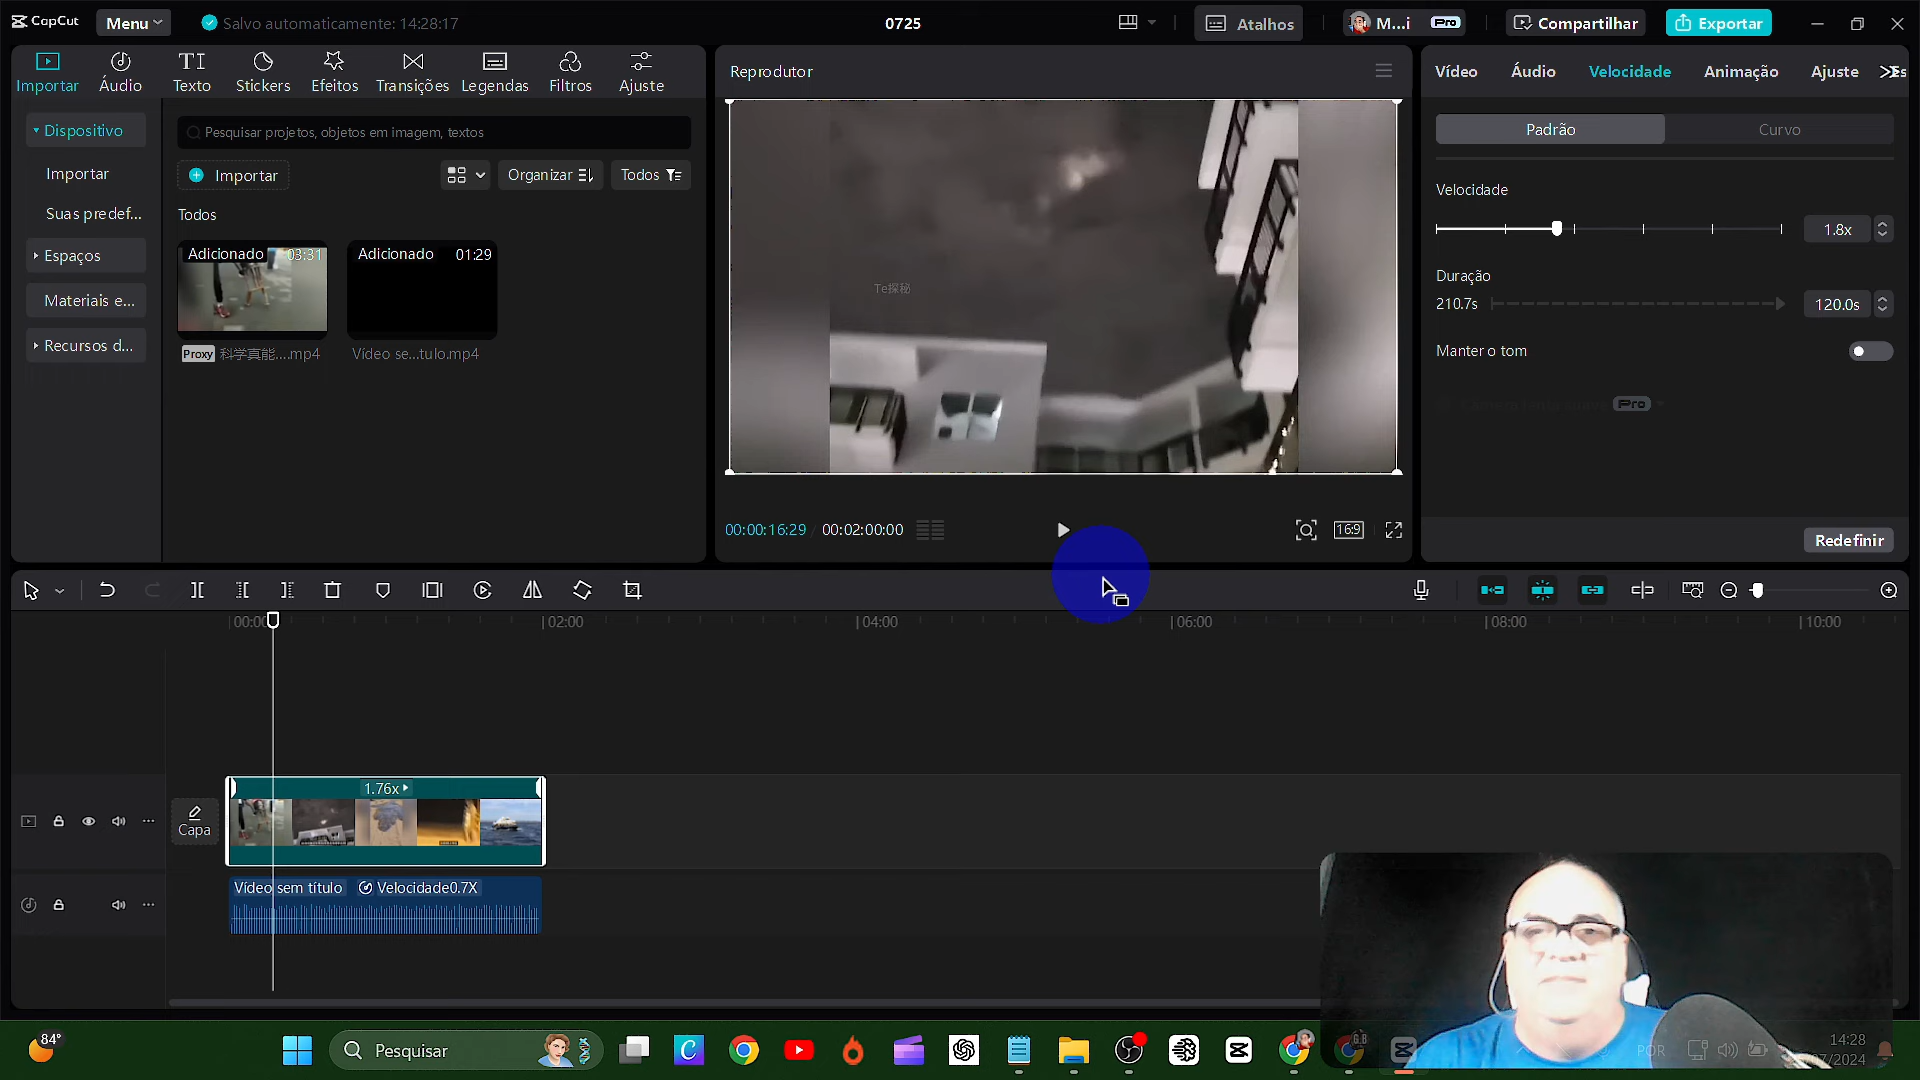 CapCut
Menu
Salvo automaticamente: 14:28:17
0725
Atalhos
M...i
Pro
Compartilhar
Exportar
Importar
Áudio
Texto
Stickers
Efeitos
Transições
Legendas
Filtros
Ajuste
Dispositivo
Importar
Suas predef...
Espaços
Materiais e...
Recursos d...
Pesquisar projetos, objetos em imagem, textos
Importar
Organizar
Todos
Todos
Adicionado 03:31
Adicionado 01:29
Proxy 科学真能....mp4
Vídeo se...tulo.mp4
Reprodutor
Te探秘
00:00:16:29 / 00:02:00:00
16:9
Vídeo
Áudio
Velocidade
Animação
Ajuste
Padrão
Curvo
Velocidade
1.8x
Duração
210.7s
120.0s
Manter o tom
Pro
Redefinir
00:00
02:00
04:00
06:00
08:00
10:00
1.76x
Capa
Vídeo sem título
Velocidade0.7X
84°
Pesquisar
G.B
POR
14:28
07/2024